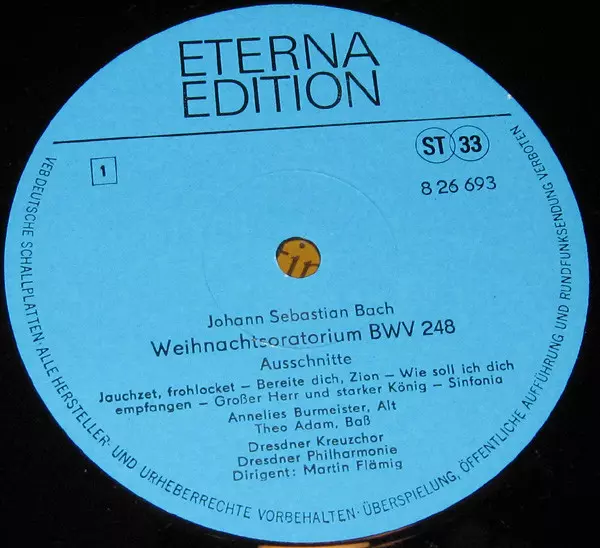 ETERNA
EDITION
ST 33
1
8 26 693
Johann Sebastian Bach
Weihnachtsoratorium BWV 248
Ausschnitte
Jauchzet, frohlocket – Bereite dich, Zion – Wie soll ich dich
empfangen – Großer Herr und starker König – Sinfonia
Annelies Burmeister, Alt
Theo Adam, Baß
Dresdner Kreuzchor
Dresdner Philharmonie
Dirigent: Martin Flämig
VEB DEUTSCHE SCHALLPLATTEN · ALLE HERSTELLER- UND URHEBERRECHTE VORBEHALTEN · ÜBERSPIELUNG, ÖFFENTLICHE AUFFÜHRUNG UND RUNDFUNKSENDUNG VERBOTEN